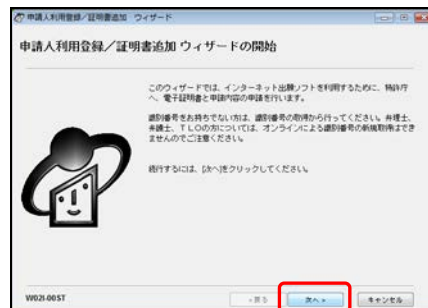 申請人利用登録／証明書追加 ウィザード
申請人利用登録／証明書追加 ウィザードの開始
このウィザードでは、インターネット出願ソフトを利用するために、特許庁
へ、電子証明書と申請内容の申請を行います。
識別番号をお持ちでない方は、識別番号の取得から行ってください。弁理士、
弁護士、TLOの方については、オンラインによる識別番号の新規取得はでき
ませんのでご注意ください。
続行するには、[次へ]をクリックしてください。
W02I-00ST
«戻る
次へ»
キャンセル